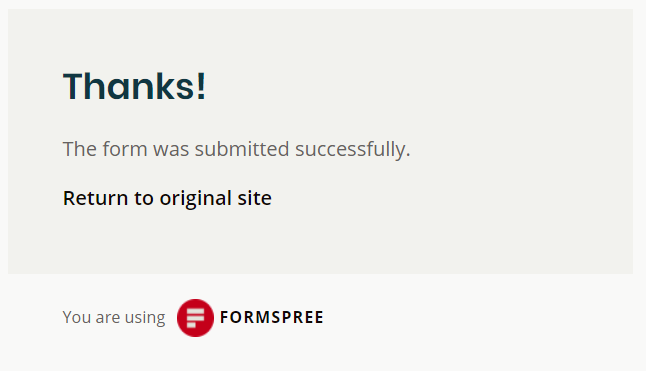 Thanks!
The form was submitted successfully.
Return to original site
You are using FORMSPREE